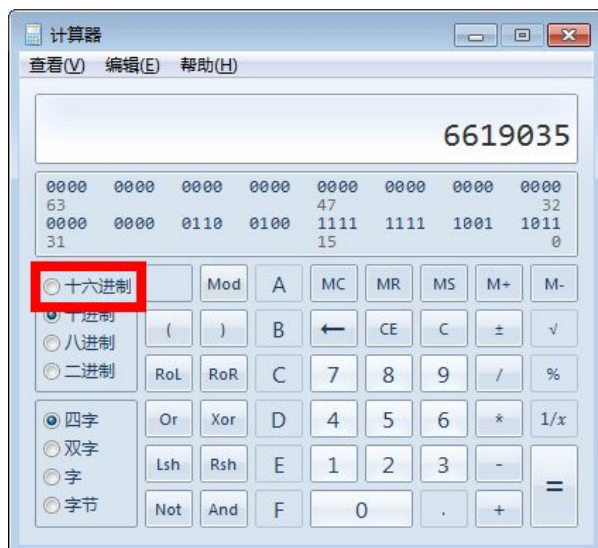 计算器
查看(V) 编辑(E) 帮助(H)
6619035
0000 0000 0000 0000 0000 0000 0000 0000
63 47 32
0000 0000 0110 0100 1111 1111 1001 1011
31 15 0
十六进制 Mod A MC MR MS M+ M-
十进制 ( ) B ← CE C ± √
八进制
二进制 RoL RoR C 7 8 9 / %
四字 Or Xor D 4 5 6 * 1/x
双字
字 Lsh Rsh E 1 2 3 - =
字节 Not And F 0 . +